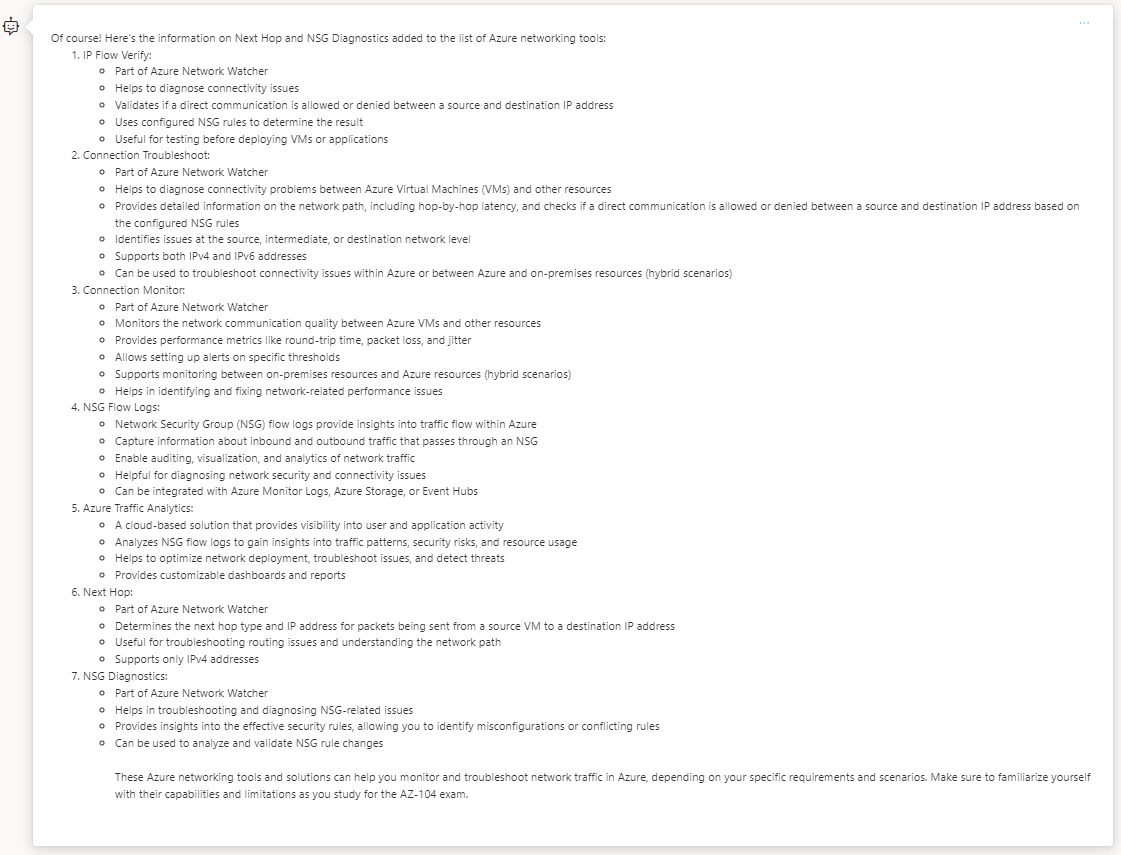 Of course! Here's the information on Next Hop and NSG Diagnostics added to the list of Azure networking tools:
1. IP Flow Verify:
Part of Azure Network Watcher
Helps to diagnose connectivity issues
Validates if a direct communication is allowed or denied between a source and destination IP address
Uses configured NSG rules to determine the result
Useful for testing before deploying VMs or applications
2. Connection Troubleshoot:
Part of Azure Network Watcher
Helps to diagnose connectivity problems between Azure Virtual Machines (VMs) and other resources
Provides detailed information on the network path, including hop-by-hop latency, and checks if a direct communication is allowed or denied between a source and destination IP address based on
the configured NSG rules
Identifies issues at the source, intermediate, or destination network level
Supports both IPv4 and IPv6 addresses
Can be used to troubleshoot connectivity issues within Azure or between Azure and on-premises resources (hybrid scenarios)
3. Connection Monitor:
Part of Azure Network Watcher
Monitors the network communication quality between Azure VMs and other resources
Provides performance metrics like round-trip time, packet loss, and jitter
Allows setting up alerts on specific thresholds
Supports monitoring between on-premises resources and Azure resources (hybrid scenarios)
Helps in identifying and fixing network-related performance issues
4. NSG Flow Logs:
Network Security Group (NSG) flow logs provide insights into traffic flow within Azure
Capture information about inbound and outbound traffic that passes through an NSG
Enable auditing, visualization, and analytics of network traffic
Helpful for diagnosing network security and connectivity issues
Can be integrated with Azure Monitor Logs, Azure Storage, or Event Hubs
5. Azure Traffic Analytics:
A cloud-based solution that provides visibility into user and application activity
Analyzes NSG flow logs to gain insights into traffic patterns, security risks, and resource usage
Helps to optimize network deployment, troubleshoot issues, and detect threats
Provides customizable dashboards and reports
6. Next Hop:
Part of Azure Network Watcher
Determines the next hop type and IP address for packets being sent from a source VM to a destination IP address
Useful for troubleshooting routing issues and understanding the network path
Supports only IPv4 addresses
7. NSG Diagnostics:
Part of Azure Network Watcher
Helps in troubleshooting and diagnosing NSG-related issues
Provides insights into the effective security rules, allowing you to identify misconfigurations or conflicting rules
Can be used to analyze and validate NSG rule changes
These Azure networking tools and solutions can help you monitor and troubleshoot network traffic in Azure, depending on your specific requirements and scenarios. Make sure to familiarize yourself
with their capabilities and limitations as you study for the AZ-104 exam.